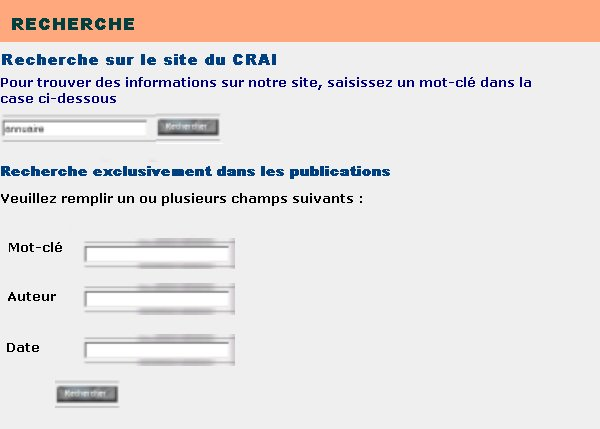 RECHERCHE
Recherche sur le site du CRAI
Pour trouver des informations sur notre site, saisissez un mot-clé dans la
case ci-dessous
annuaire Rechercher
Recherche exclusivement dans les publications
Veuillez remplir un ou plusieurs champs suivants :
Mot-clé
Auteur
Date
Rechercher